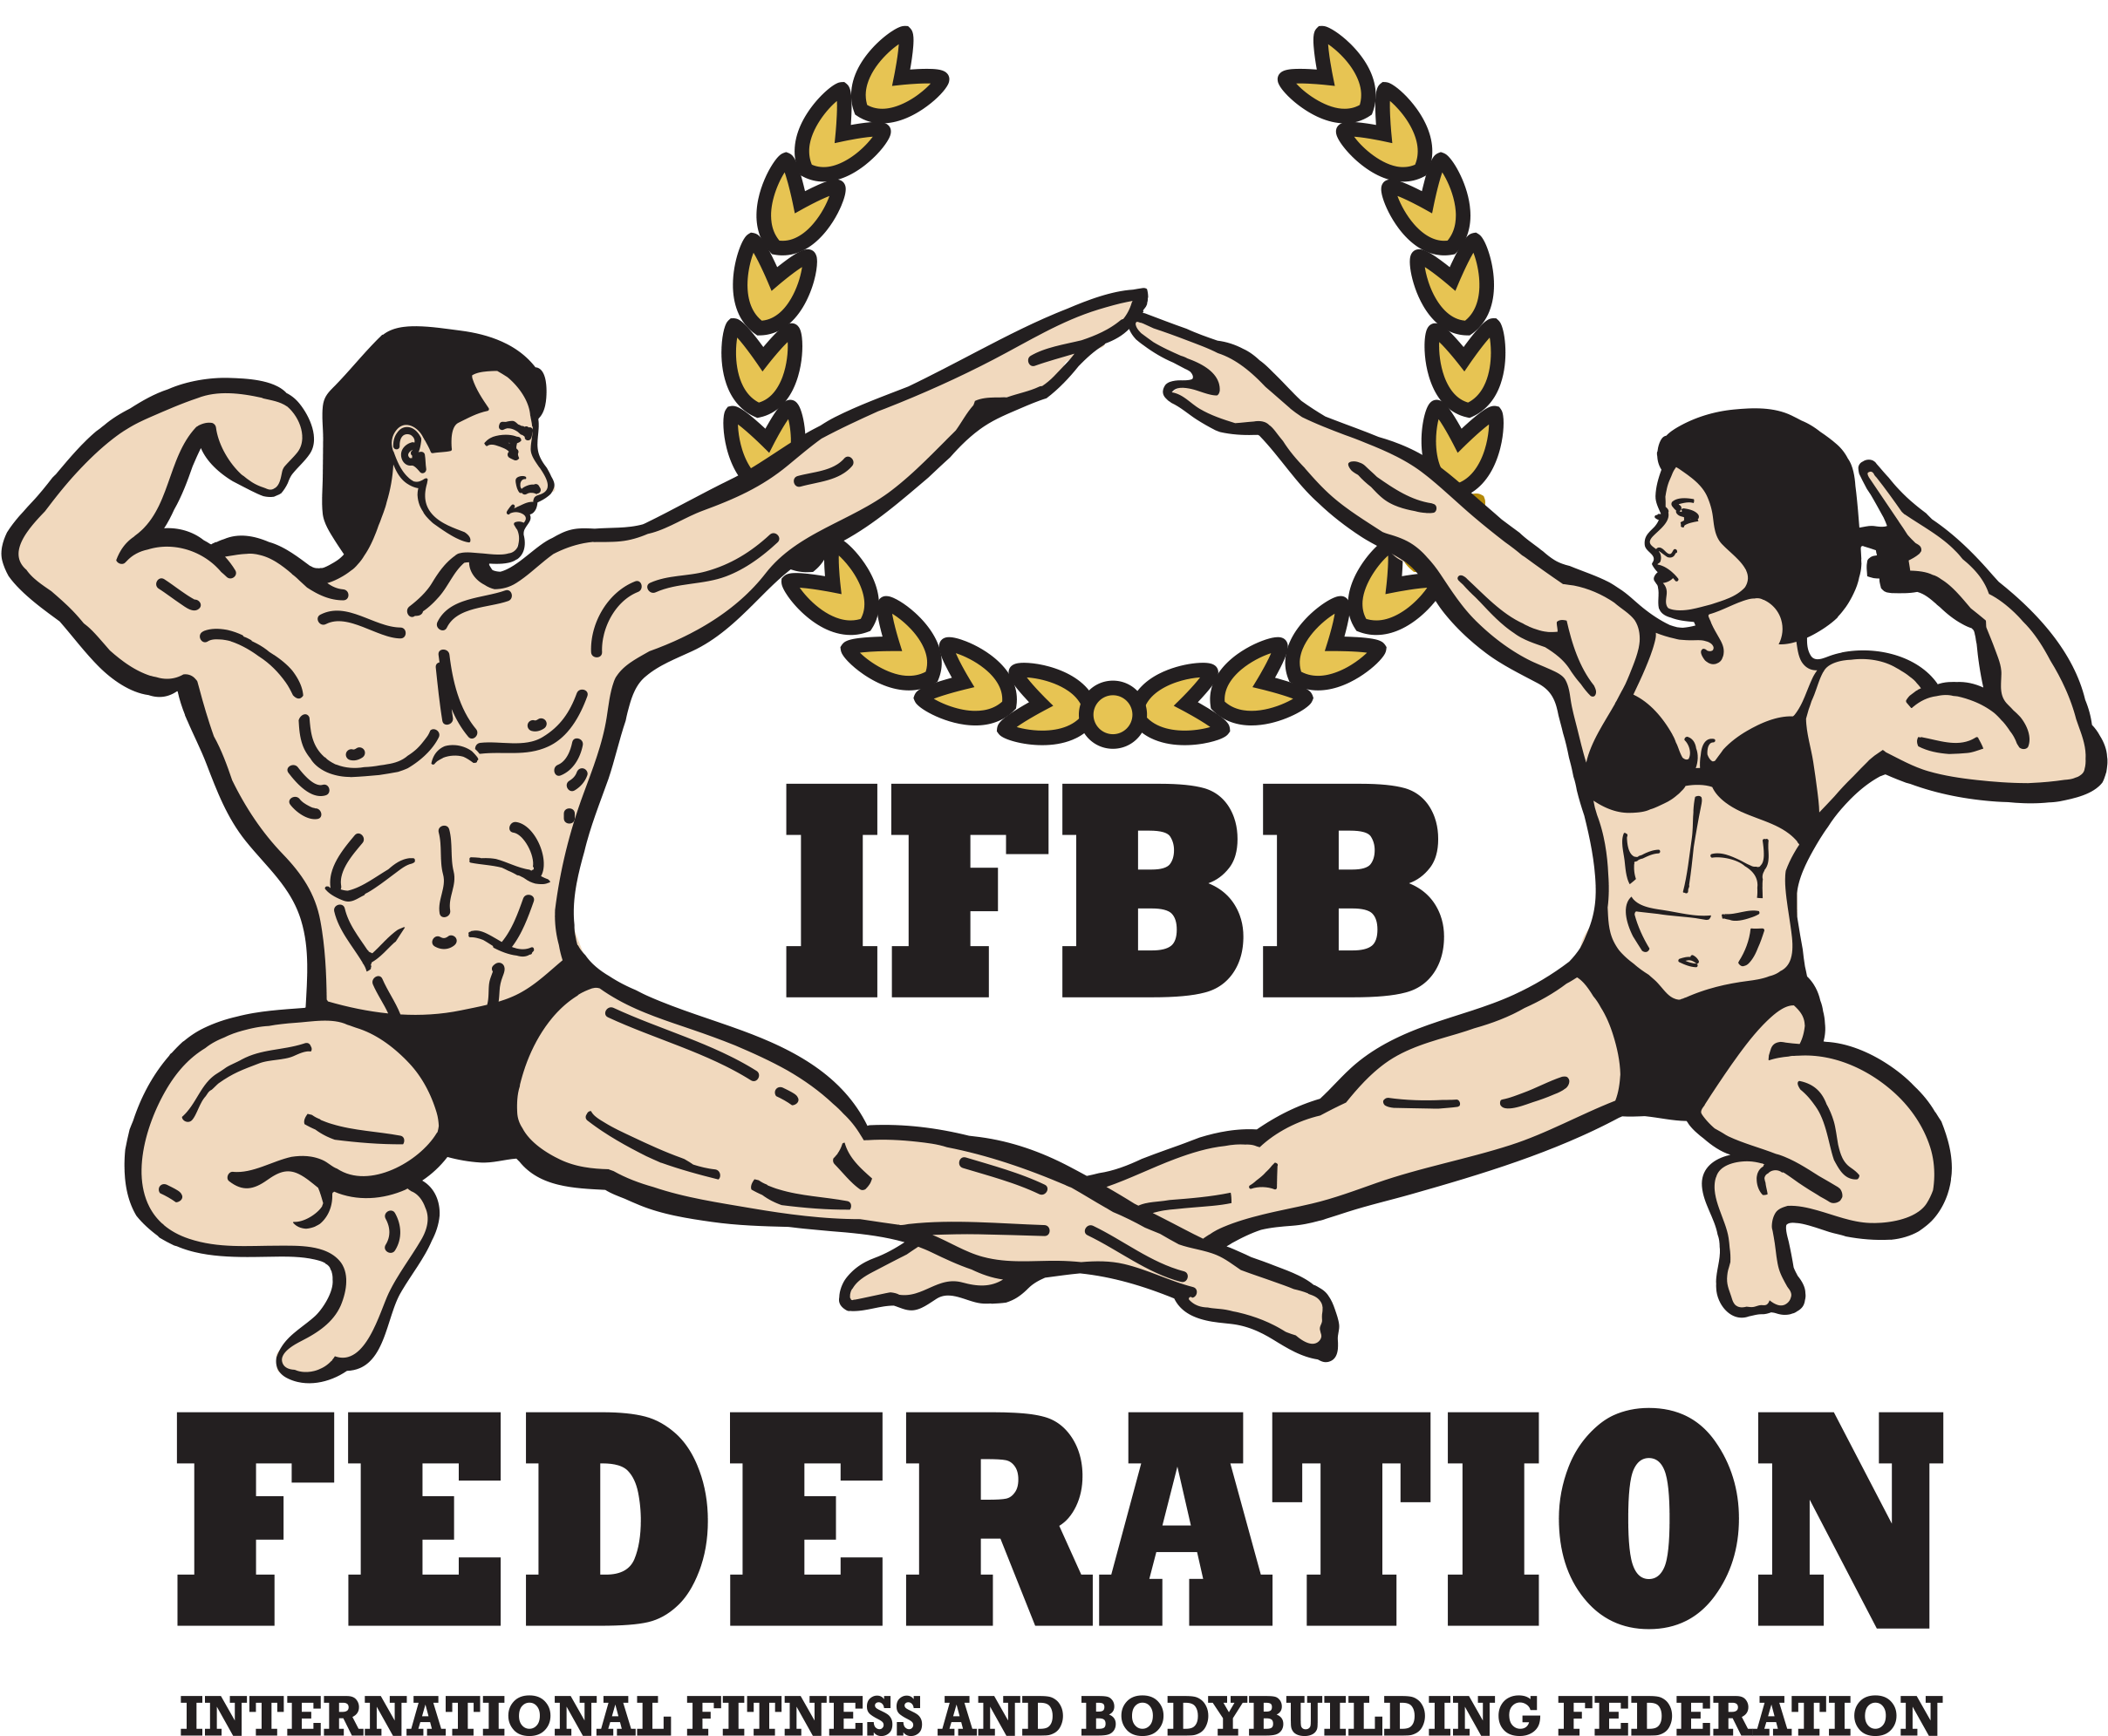 IFBB
FEDERATION
INTERNATIONAL FITNESS AND BODYBUILDING FEDERATION